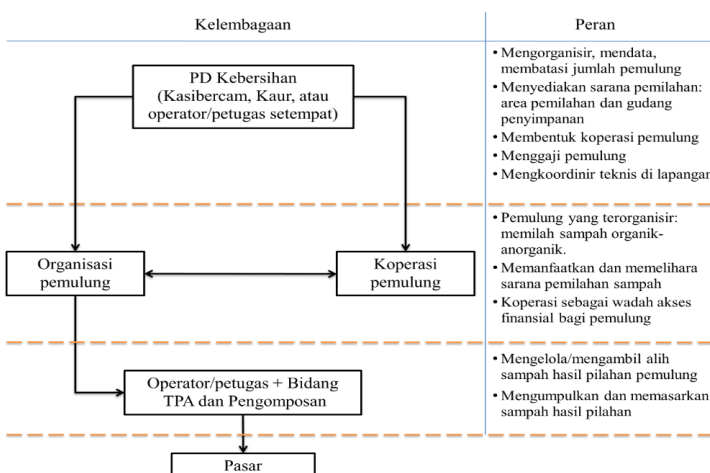 Kelembagaan
Peran
PD Kebersihan
(Kasibercam, Kaur, atau
operator/petugas setempat)
• Mengorganisir, mendata,
membatasi jumlah pemulung
• Menyediakan sarana pemilahan:
area pemilahan dan gudang
penyimpanan
• Membentuk koperasi pemulung
• Menggaji pemulung
• Mengkoordinir teknis di lapangan
Organisasi
pemulung
Koperasi
pemulung
• Pemulung yang terorganisir:
memilah sampah organik-
anorganik.
• Memanfaatkan dan memelihara
sarana pemilahan sampah
• Koperasi sebagai wadah akses
finansial bagi pemulung
Operator/petugas + Bidang
TPA dan Pengomposan
• Mengelola/mengambil alih
sampah hasil pilahan pemulung
• Mengumpulkan dan memasarkan
sampah hasil pilahan
Pasar